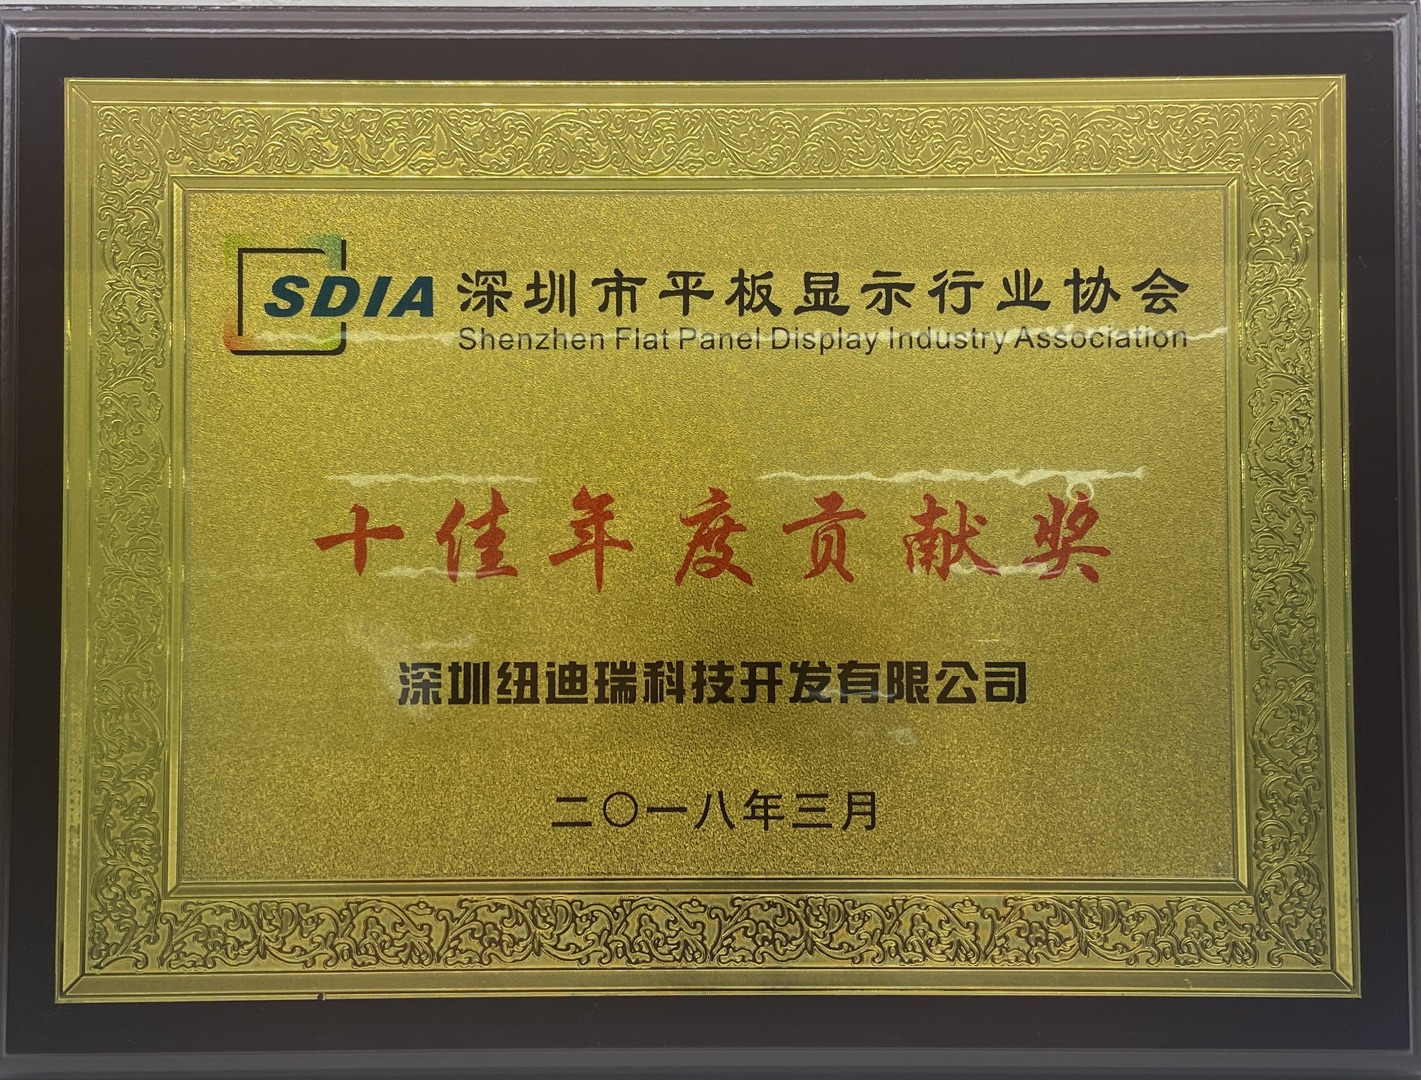 SDIA 深圳市平板显示行业协会
Shenzhen Flat Panel Display Industry Association
十佳年度贡献奖
深圳纽迪瑞科技开发有限公司
二〇一八年三月